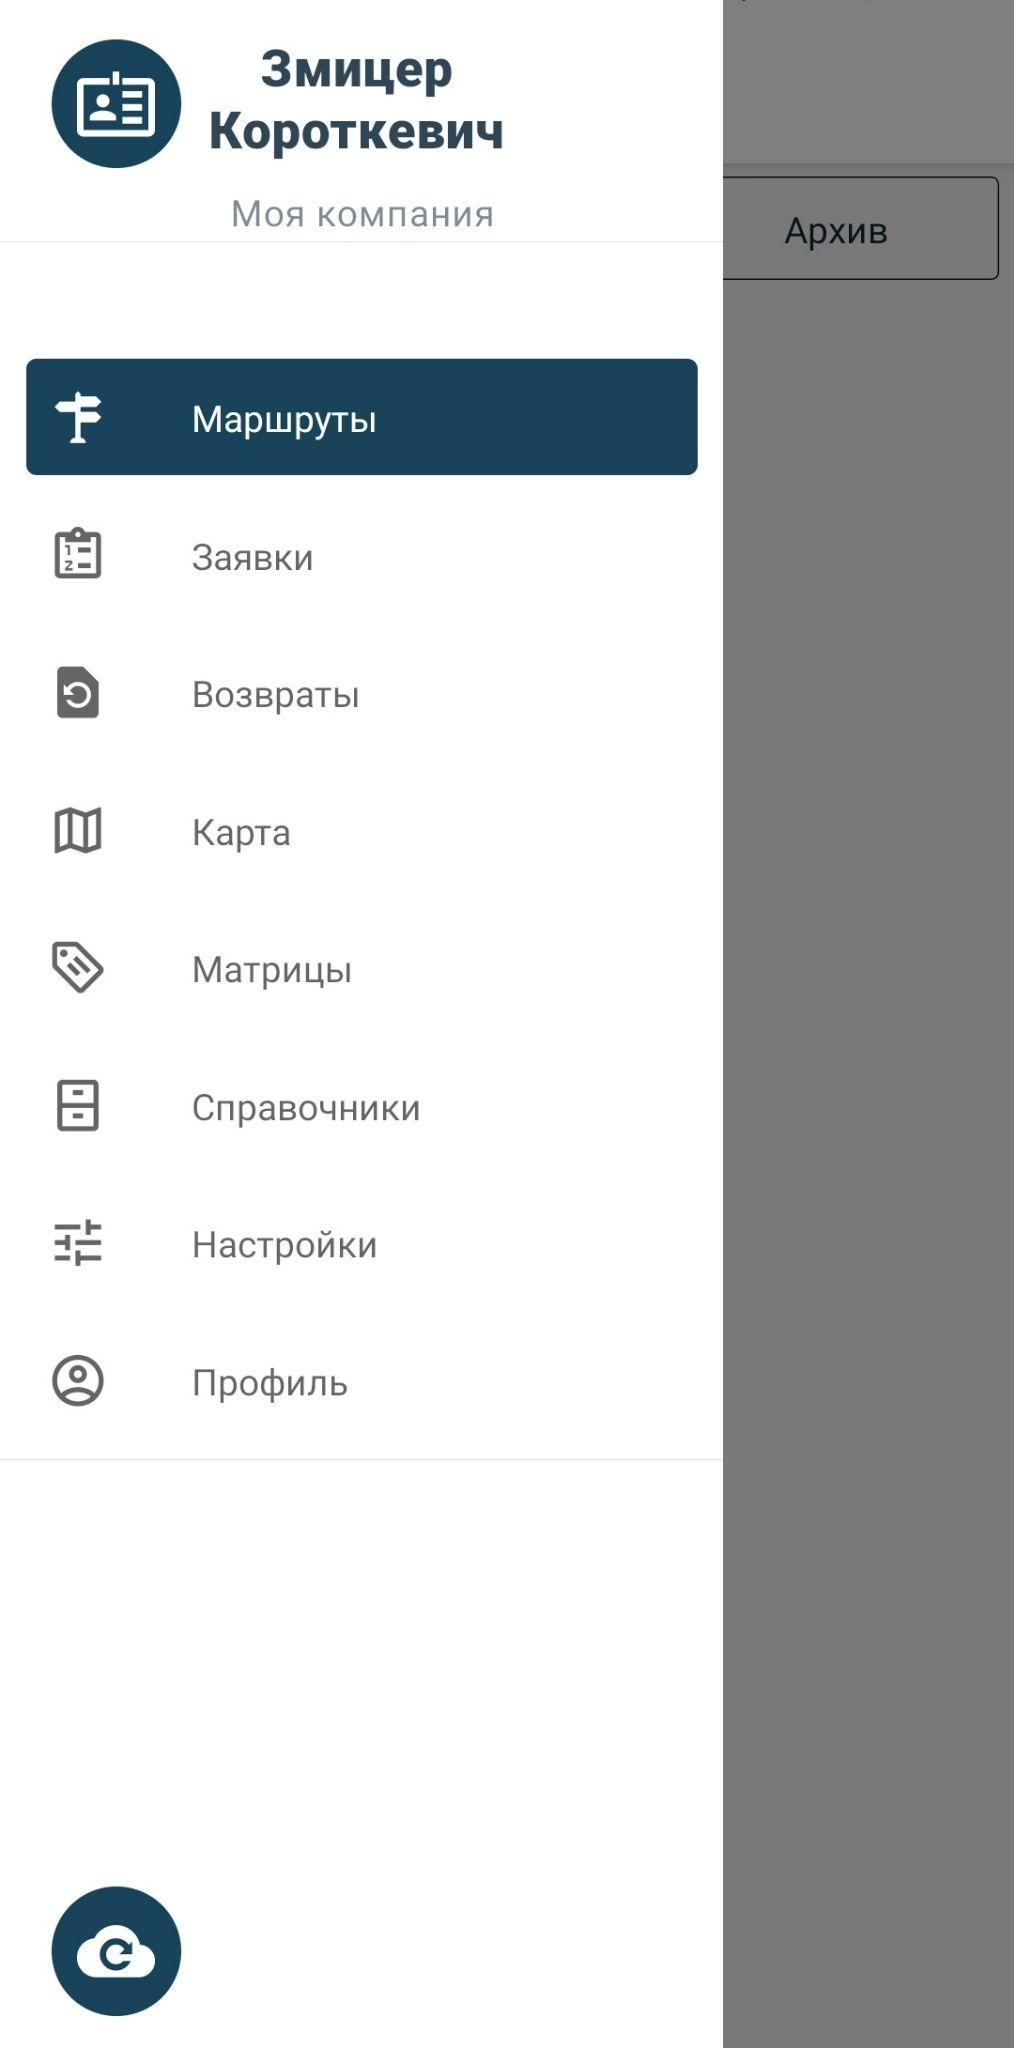 Змицер
Короткевич
Моя компания
Архив
Маршруты
Заявки
Возвраты
Карта
Матрицы
Справочники
Настройки
Профиль